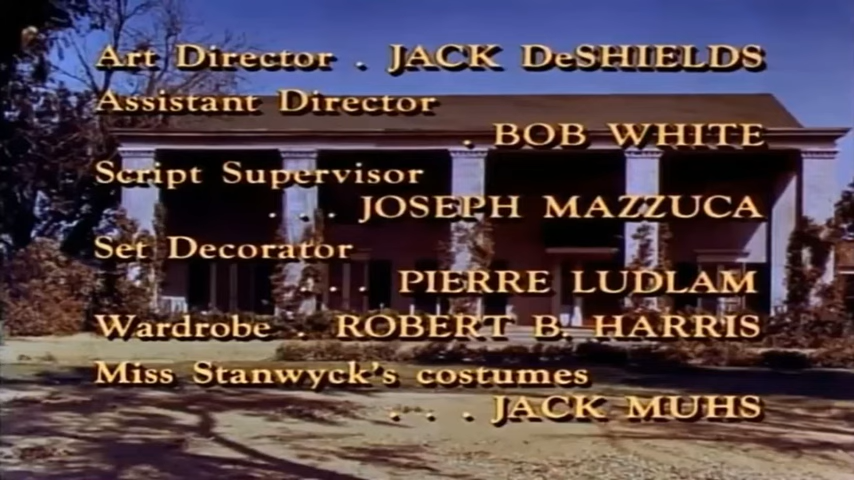 Art Director . JACK DeSHIELDS
Assistant Director
. BOB WHITE
Script Supervisor
. . . JOSEPH MAZZUCA
Set Decorator
. . . PIERRE LUDLAM
Wardrobe . ROBERT B. HARRIS
Miss Stanwyck's costumes
. . . JACK MUHS